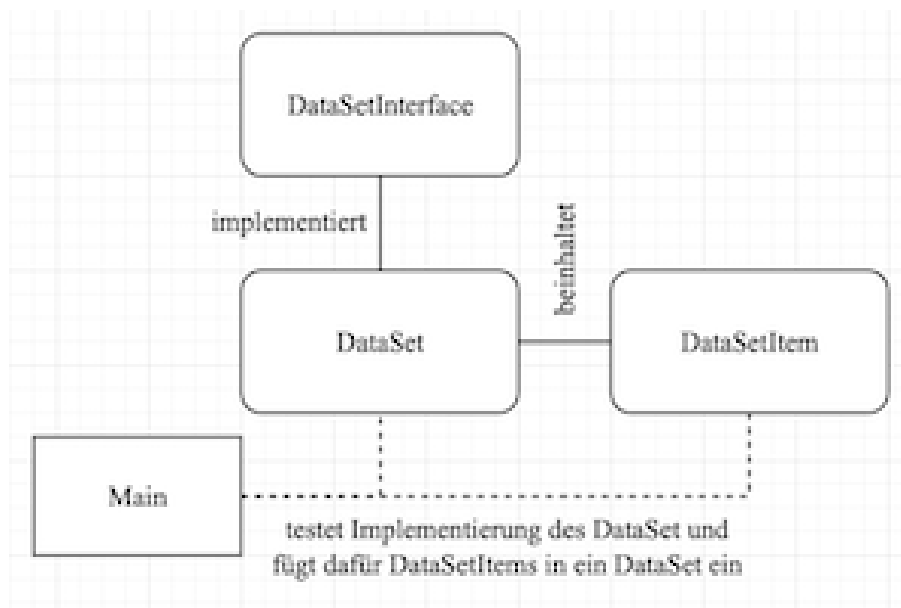 DataSetInterface
implementiert
beinhaltet
DataSet
DataSetItem
Main
testet Implementierung des DataSet und
fügt dafür DataSetItems in ein DataSet ein